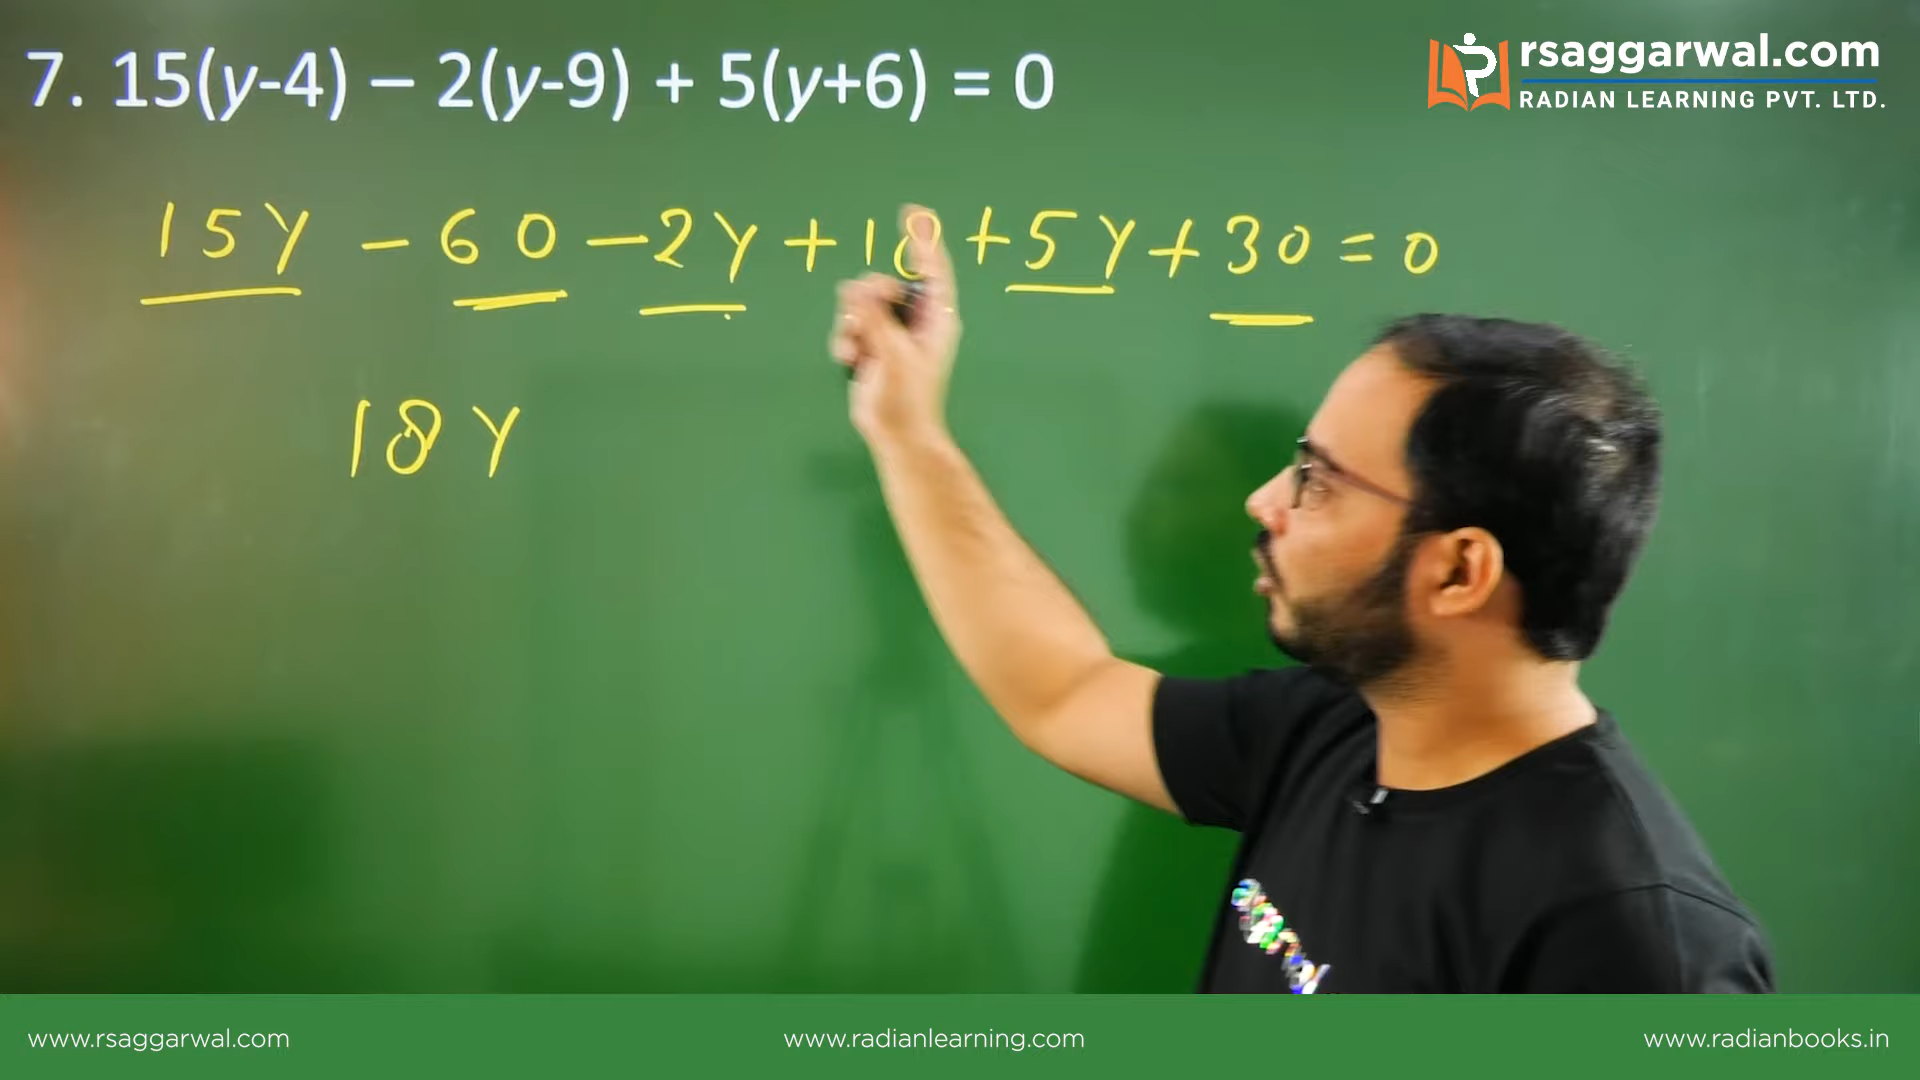 7. 15(y-4) – 2(y-9) + 5(y+6) = 0
rsaggarwal.com
RADIAN LEARNING PVT. LTD.
15Y - 60 - 2Y + 18 + 5Y + 30 = 0
18Y
www.rsaggarwal.com
www.radianlearning.com
www.radianbooks.in